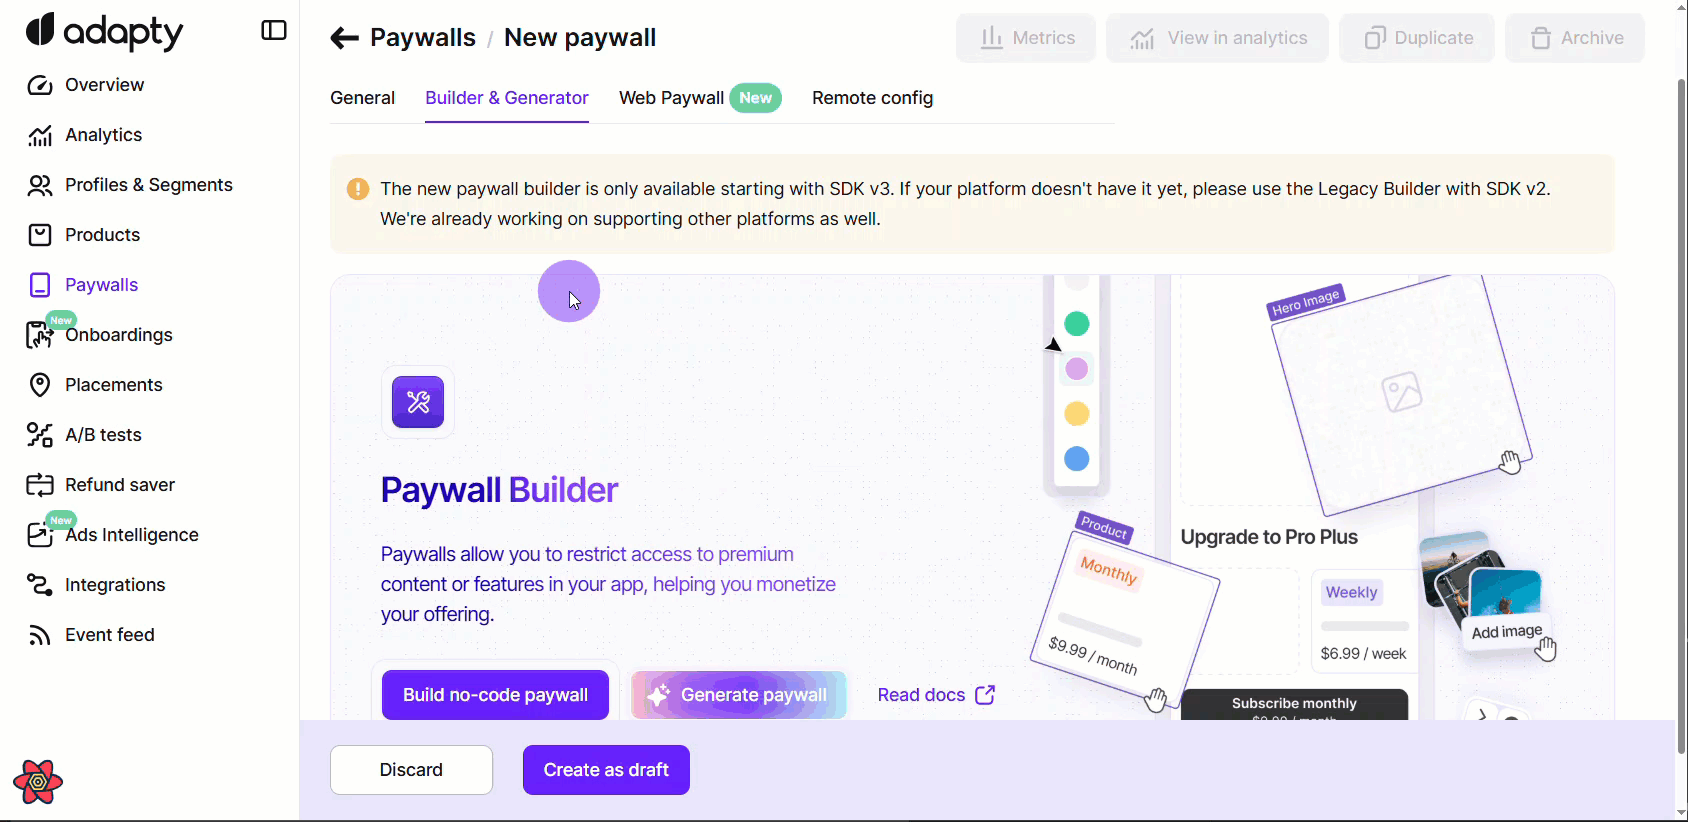 adapty
Overview
Analytics
Profiles & Segments
Products
Paywalls
New
Onboardings
Placements
A/B tests
Refund saver
New
Ads Intelligence
Integrations
Event feed
Paywalls / New paywall
Metrics
View in analytics
Duplicate
Archive
General
Builder & Generator
Web Paywall New
Remote config
The new paywall builder is only available starting with SDK v3. If your platform doesn't have it yet, please use the Legacy Builder with SDK v2.
We're already working on supporting other platforms as well.
Paywall Builder
Paywalls allow you to restrict access to premium
content or features in your app, helping you monetize
your offering.
Build no-code paywall
Generate paywall
Read docs
Hero Image
Product
Monthly
$9.99 / month
Upgrade to Pro Plus
Weekly
$6.99 / week
Add image
Subscribe monthly
Discard
Create as draft